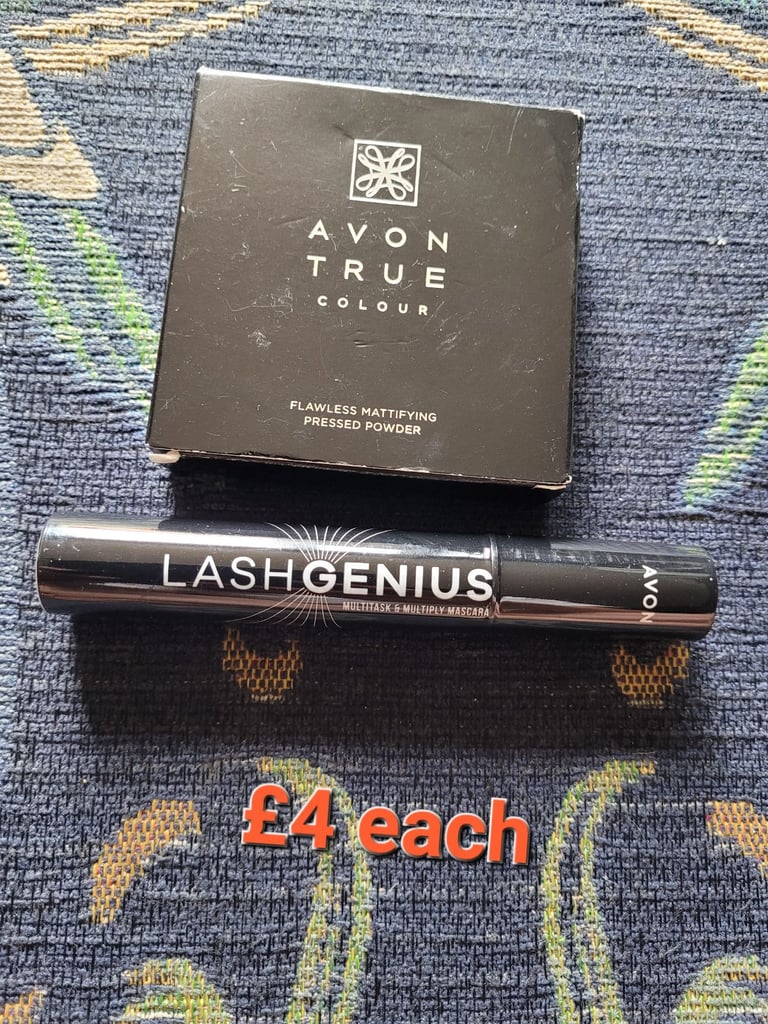 AVON
TRUE
COLOUR
FLAWLESS MATTIFYING
PRESSED POWDER
LASHGENIUS
MULTITASK & MULTIPLY MASCARA
AVON
£4 each